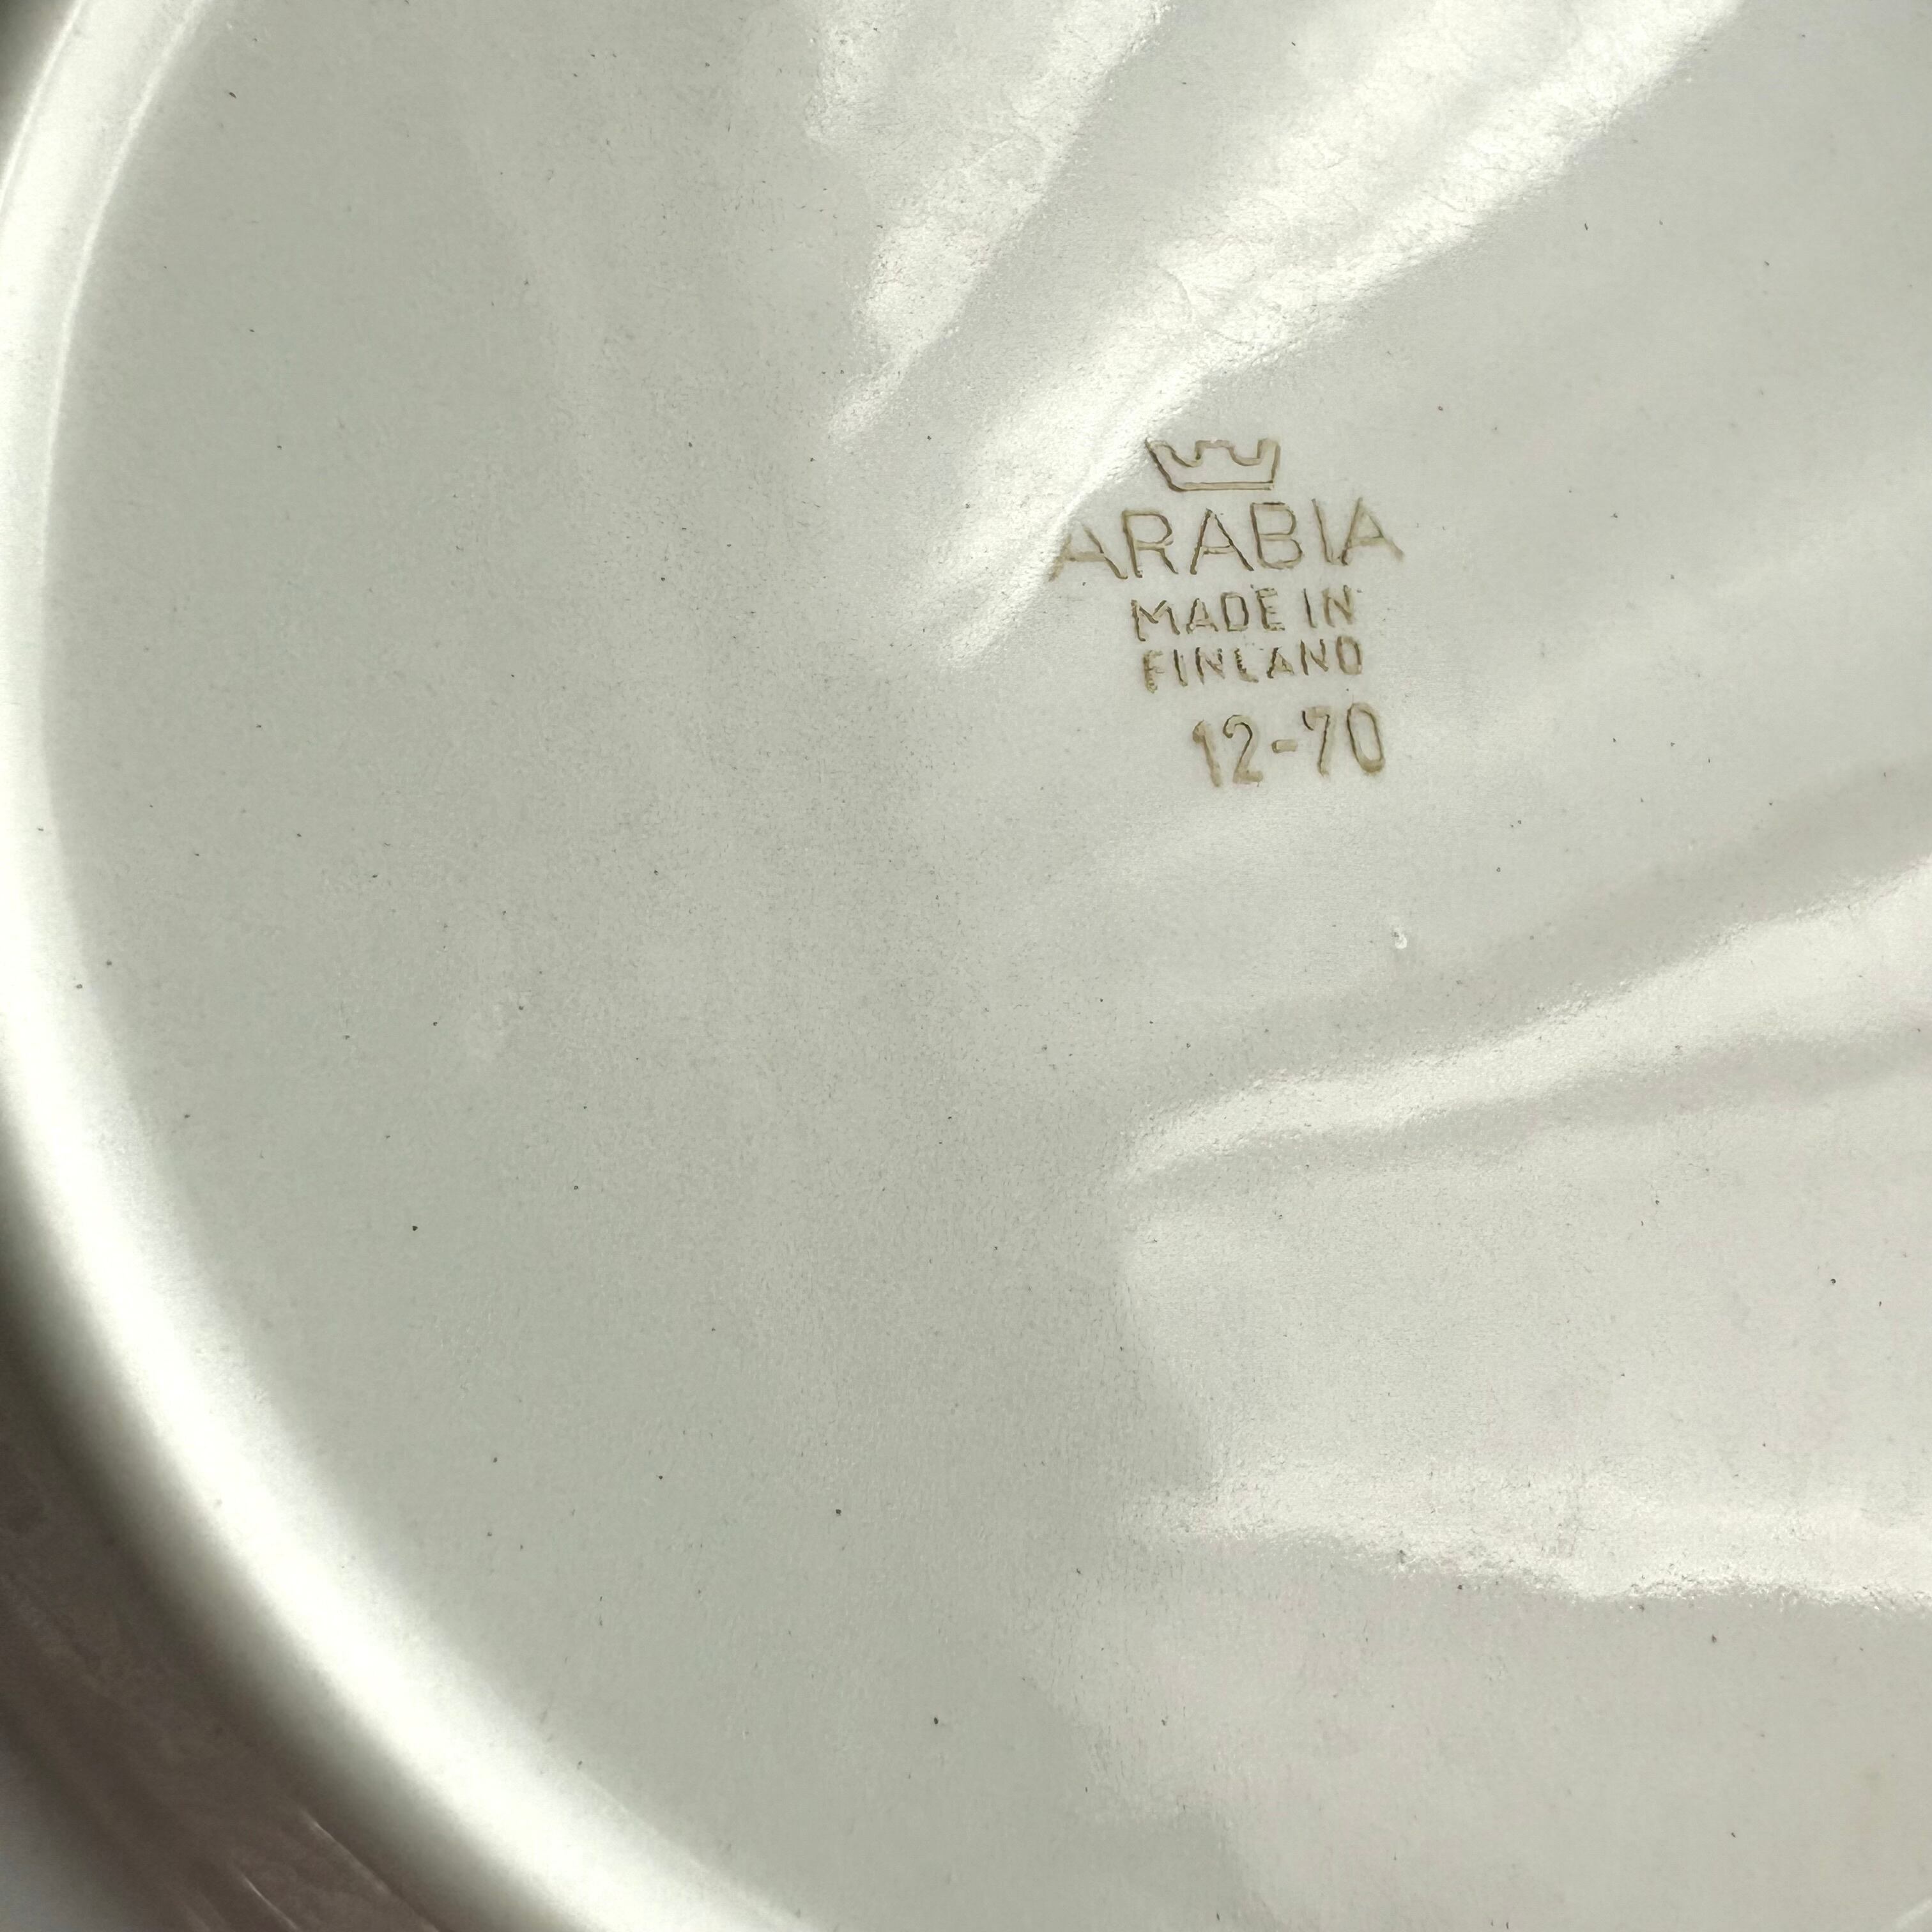 ARABIA
MADE IN
FINLAND
12-70